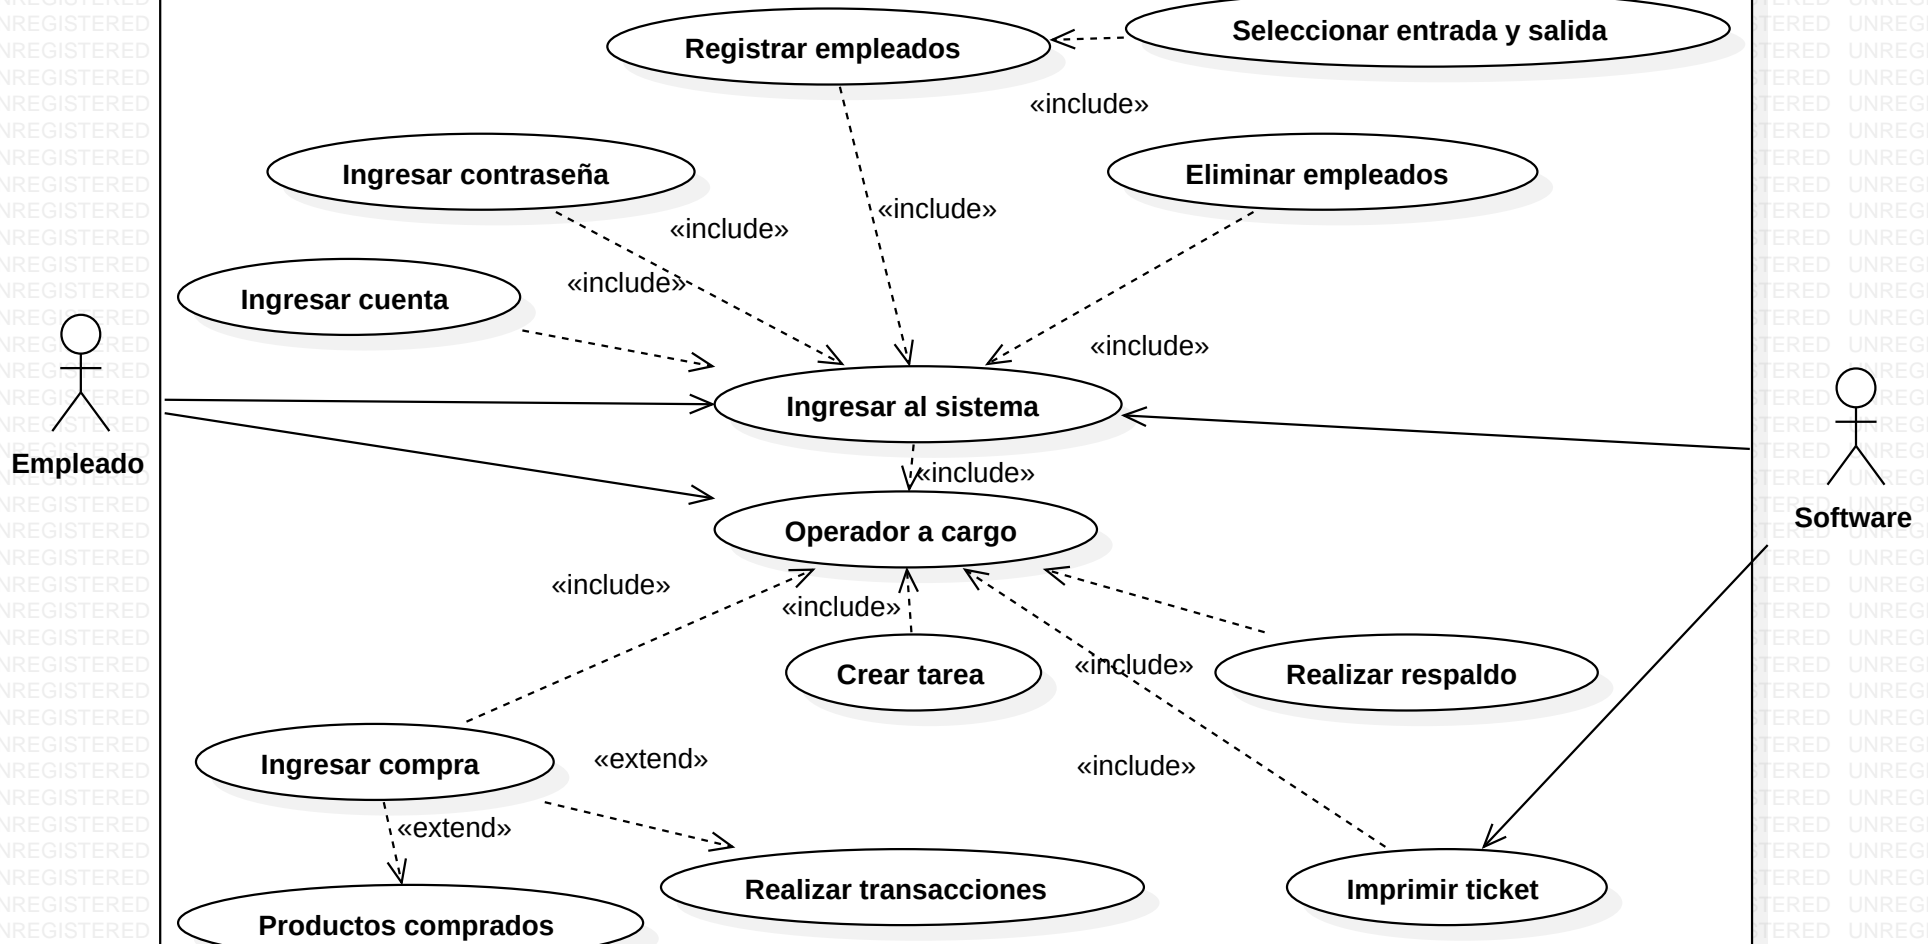 Seleccionar entrada y salida
Registrar empleados
«include»
Ingresar contraseña
Eliminar empleados
«include»
«include»
«include»
Ingresar cuenta
«include»
Ingresar al sistema
Empleado
«include»
Software
Operador a cargo
«include»
«include»
«include»
Crear tarea
Realizar respaldo
«extend»
Ingresar compra
«include»
«extend»
Realizar transacciones
Imprimir ticket
Productos comprados
UNREGISTERED